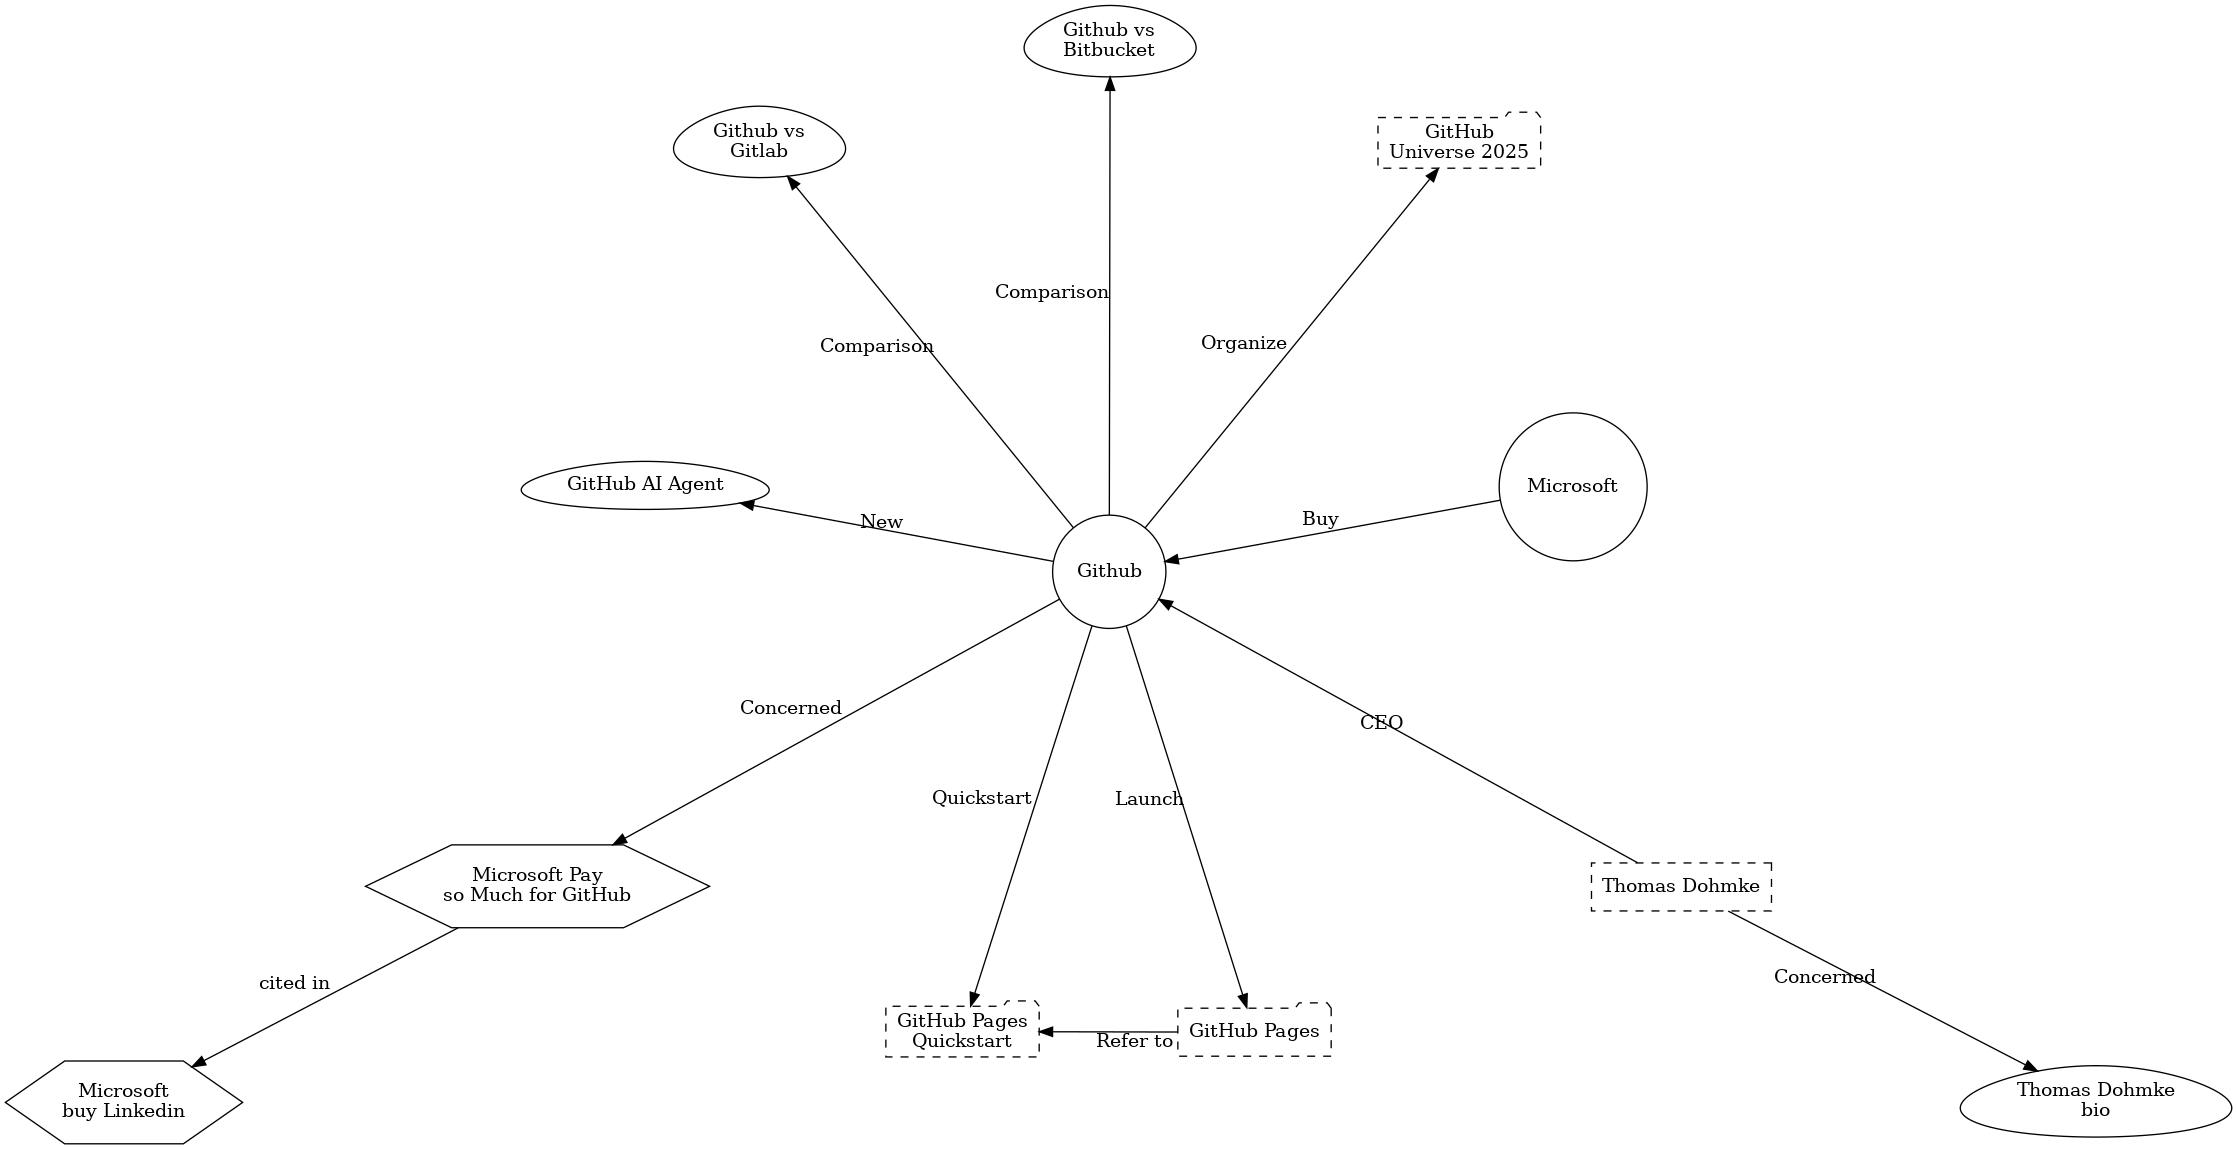 Github vs
Bitbucket
Github vs
Gitlab
GitHub
Universe 2025
Comparison
Comparison
Organize
GitHub AI Agent
Microsoft
New
Buy
Github
Concerned
CEO
Quickstart
Launch
Microsoft Pay
so Much for GitHub
Thomas Dohmke
cited in
Concerned
GitHub Pages
Quickstart
Refer to
GitHub Pages
Microsoft
buy Linkedin
Thomas Dohmke
bio